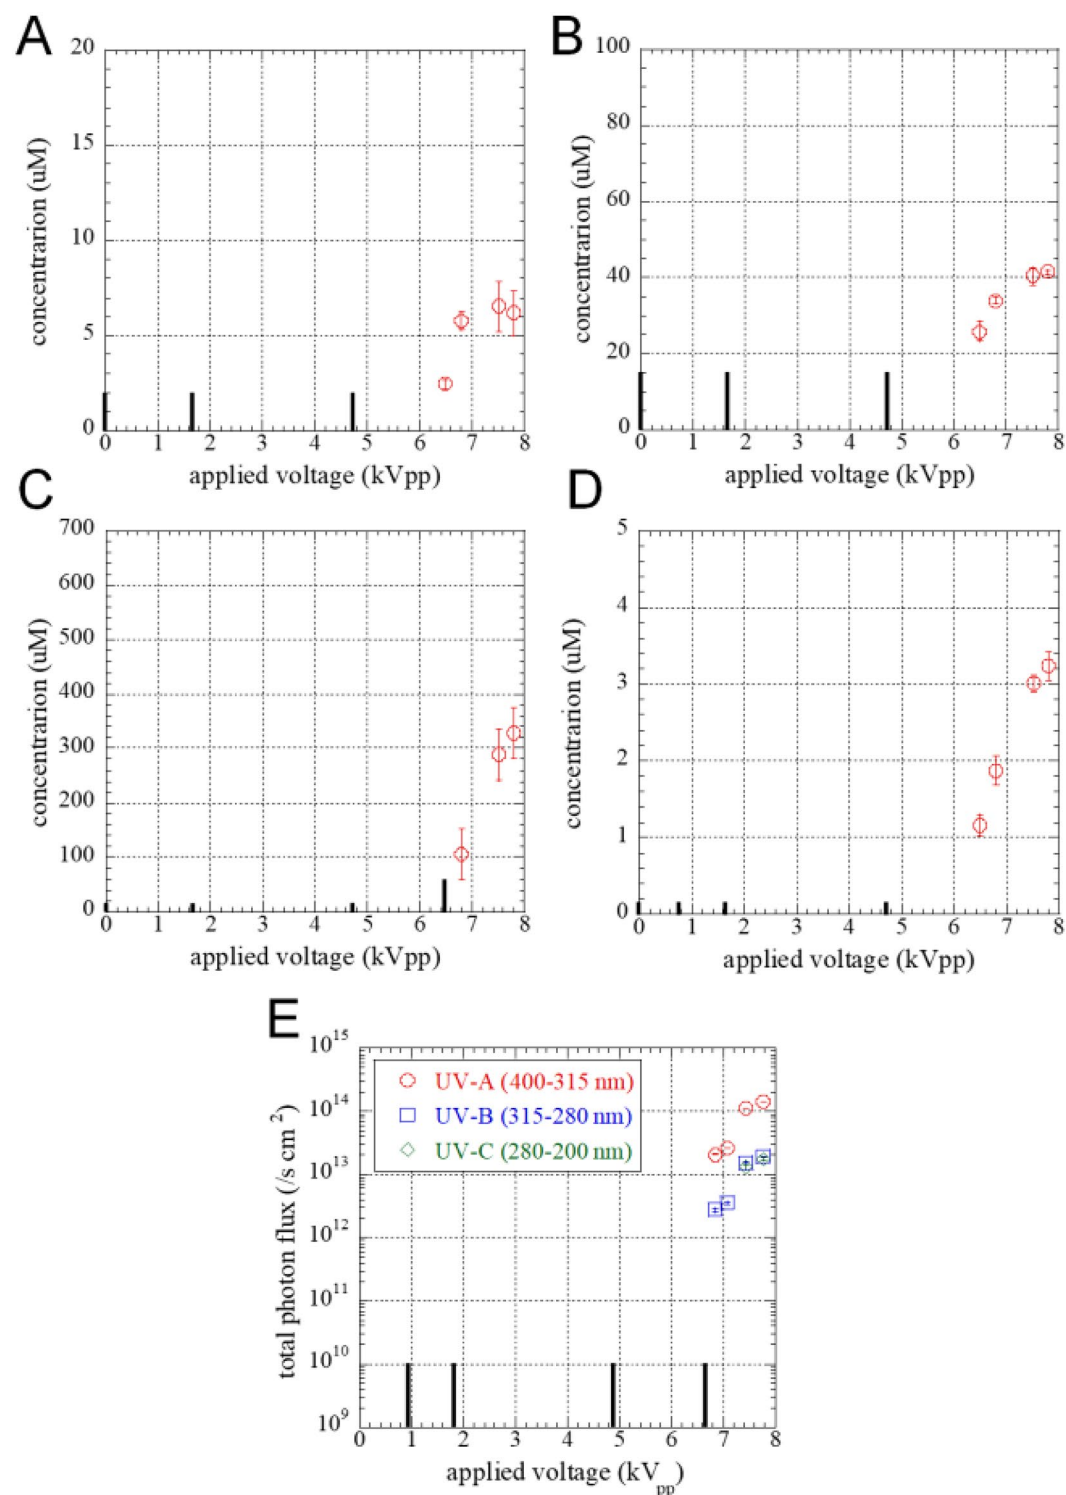 A
B
20
15
10
5
0
concentrarion (uM)
0 1 2 3 4 5 6 7 8
applied voltage (kVpp)
100
80
60
40
20
0
concentrarion (uM)
0 1 2 3 4 5 6 7 8
applied voltage (kVpp)
C
D
700
600
500
400
300
200
100
0
concentrarion (uM)
0 1 2 3 4 5 6 7 8
applied voltage (kVpp)
5
4
3
2
1
0
concentrarion (uM)
0 1 2 3 4 5 6 7 8
applied voltage (kVpp)
E
10¹⁵
10¹⁴
10¹³
10¹²
10¹¹
10¹⁰
10⁹
total photon flux (/s cm²)
UV-A (400-315 nm)
UV-B (315-280 nm)
UV-C (280-200 nm)
0 1 2 3 4 5 6 7 8
applied voltage (kVpp)